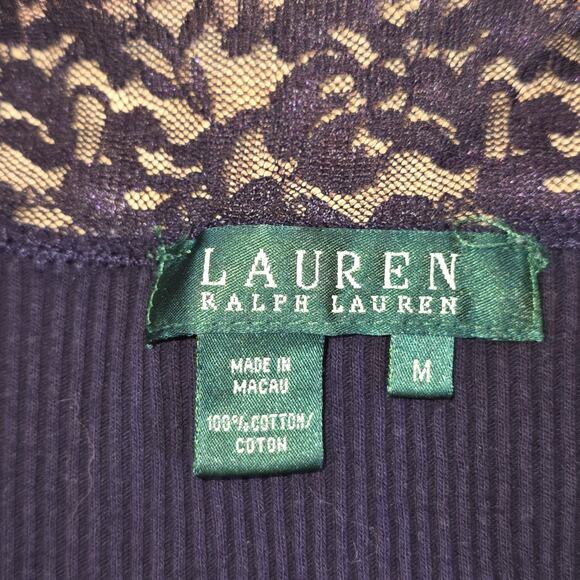 LAUREN
RALPH LAUREN
MADE IN
MACAU
100% COTTON/
COTON
M